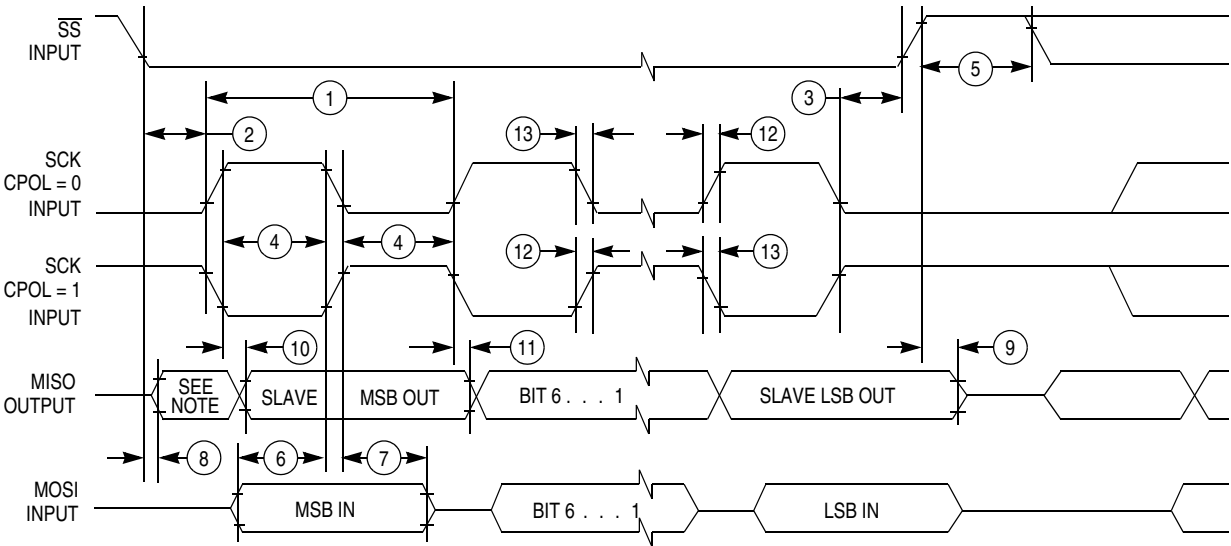 SS
INPUT
5
1
3
2
13
12
SCK
CPOL = 0
INPUT
4
4
12
13
SCK
CPOL = 1
INPUT
10
11
9
MISO
OUTPUT
SEE
NOTE
SLAVE
MSB OUT
BIT 6 . . . 1
SLAVE LSB OUT
8
6
7
MOSI
INPUT
MSB IN
BIT 6 . . . 1
LSB IN